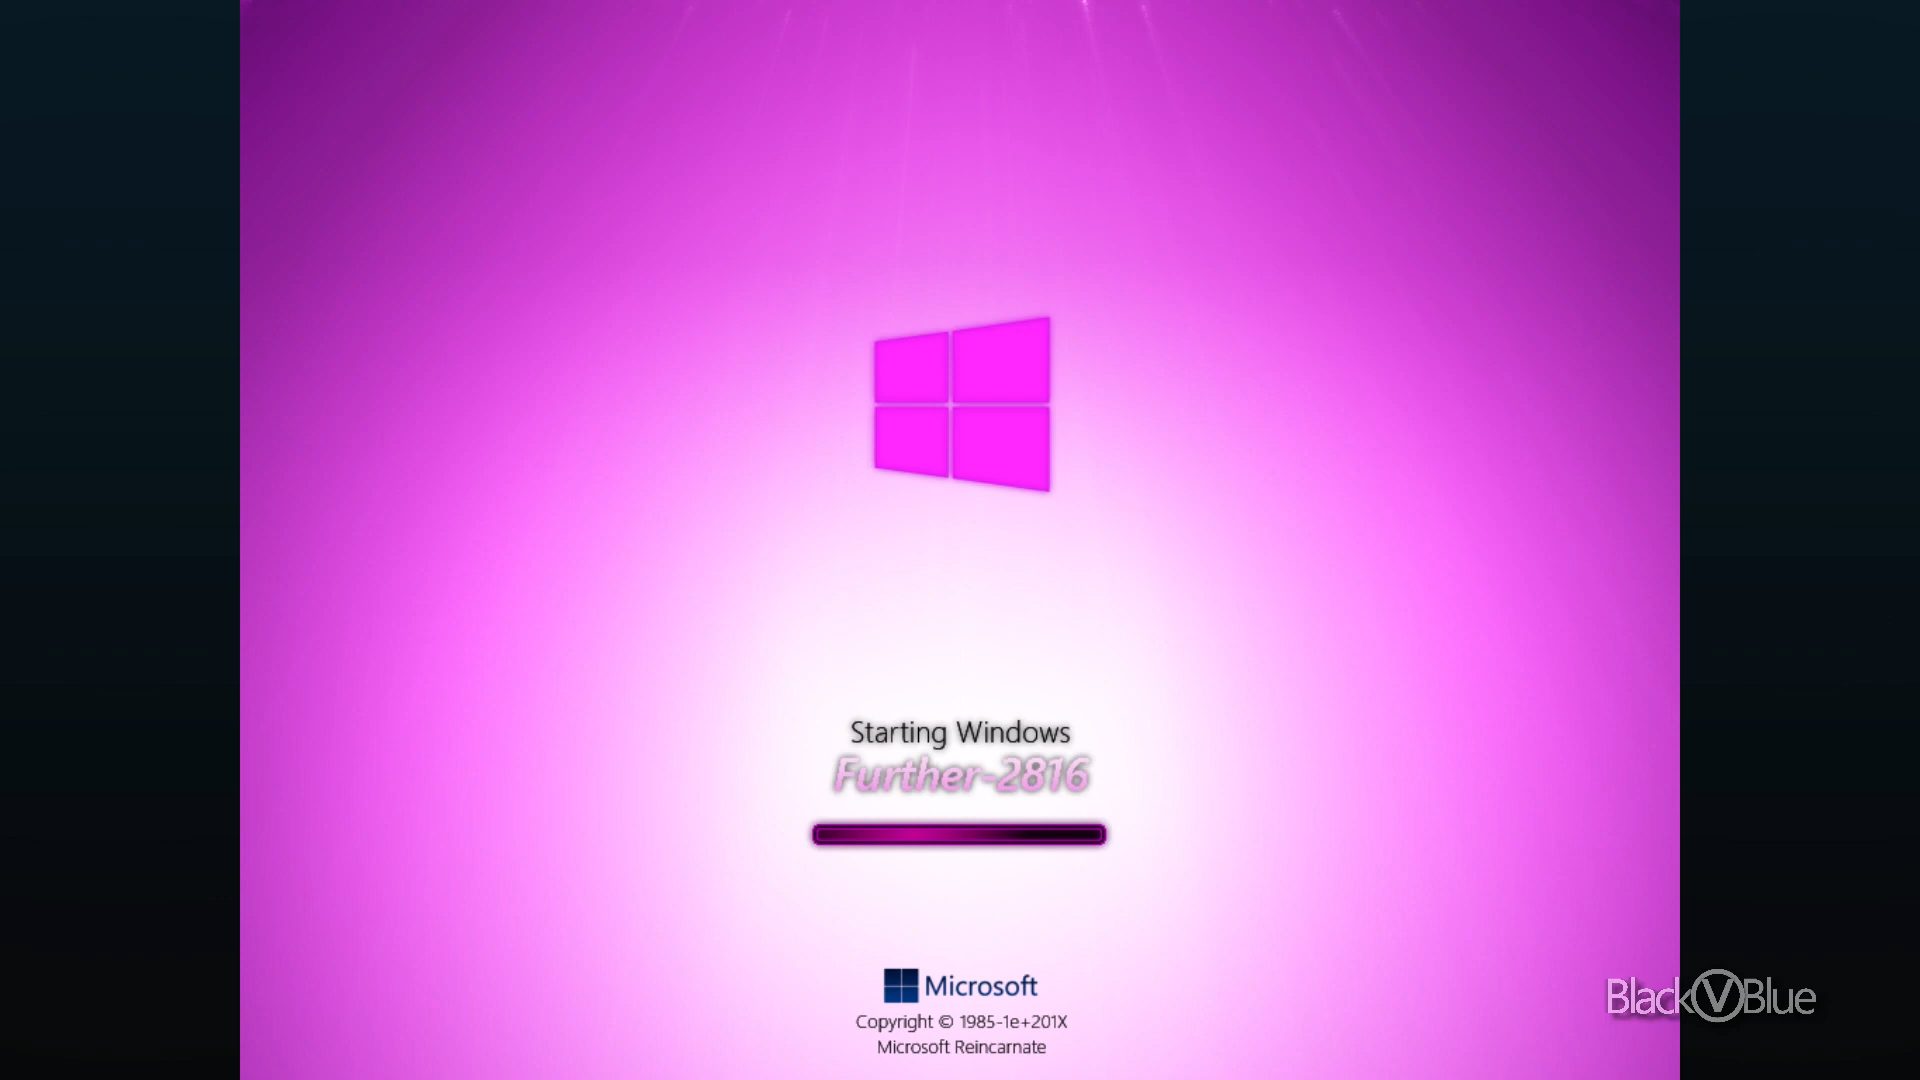 Starting Windows
Further-2816
Microsoft
Copyright © 1985-1e+201X
Microsoft Reincarnate
BlackVBlue